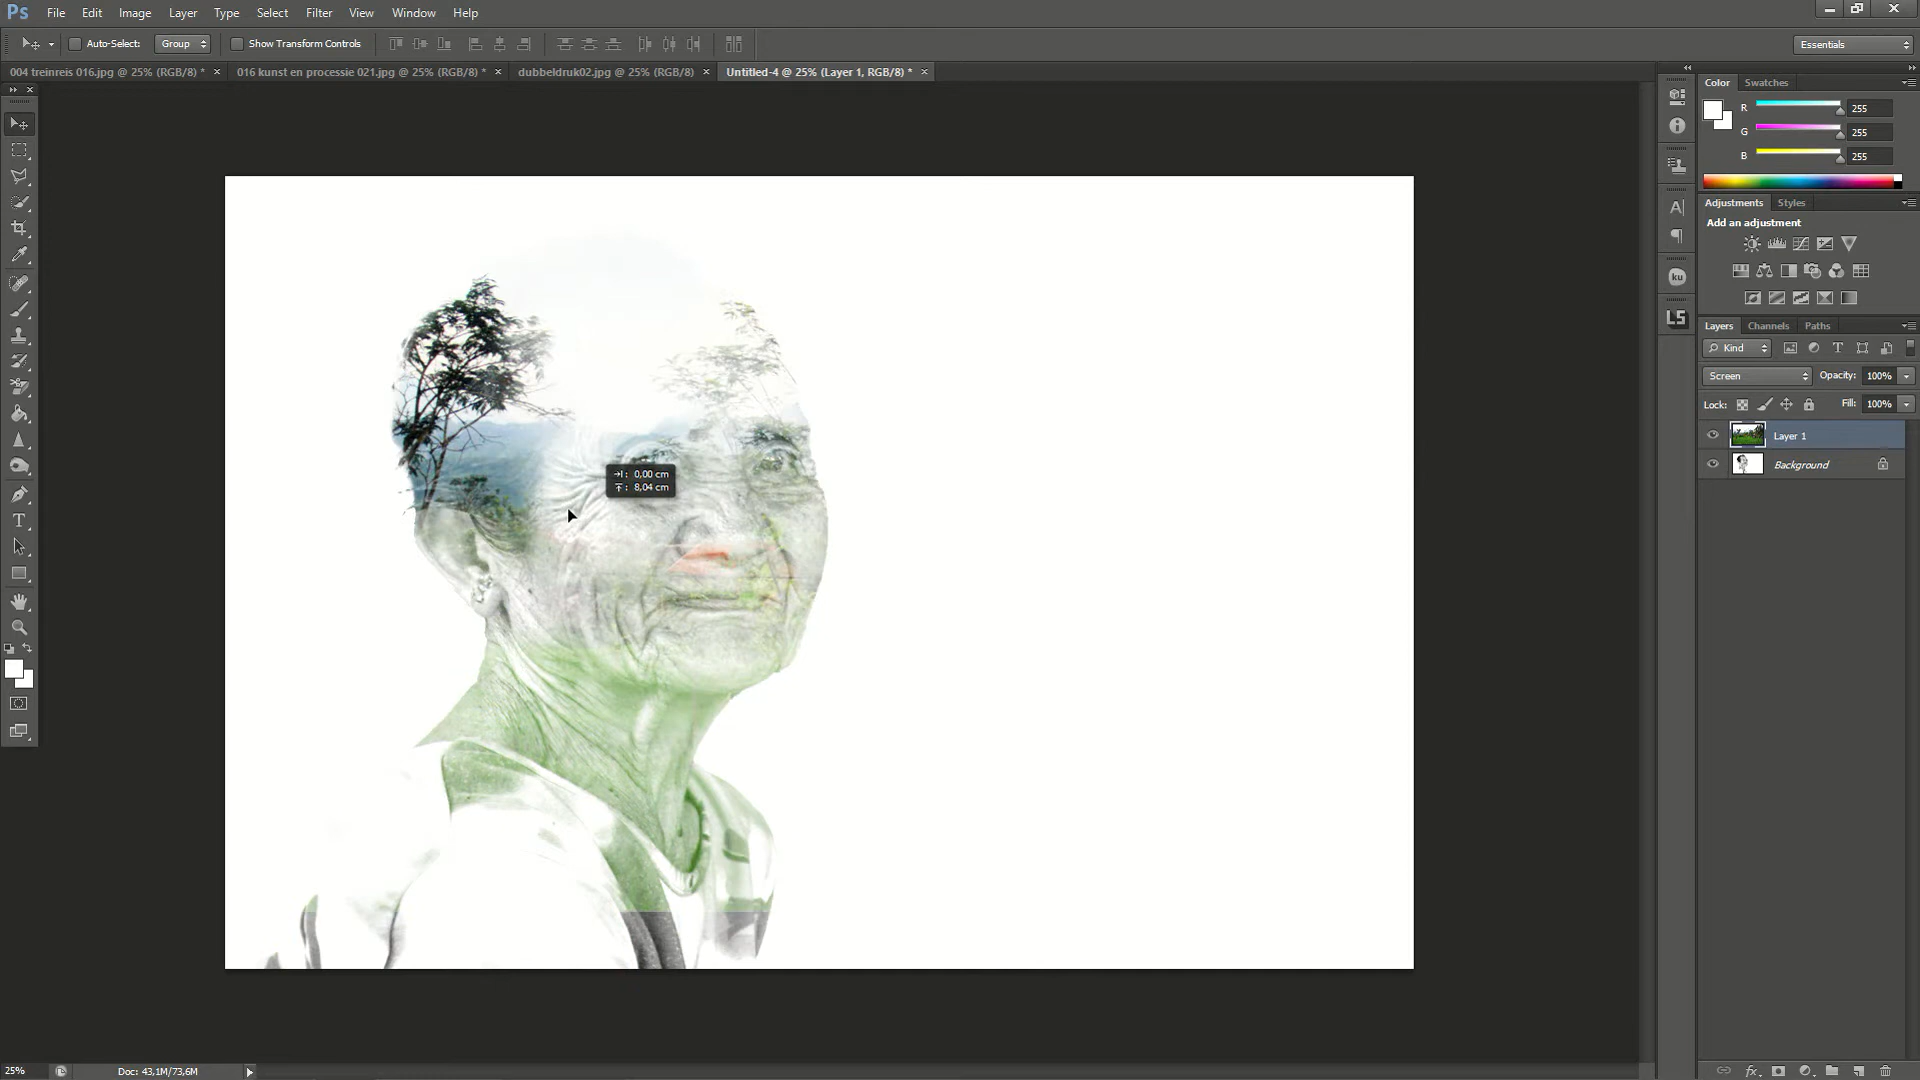 Ps File Edit Image Layer Type Select Filter View Window Help
Auto-Select: Group Show Transform Controls Essentials
004 treinreis 016.jpg @ 25% (RGB/8) * × 016 kunst en processie 021.jpg @ 25% (RGB/8) * × dubbeldruk02.jpg @ 25% (RGB/8) × Untitled-4 @ 25% (Layer 1, RGB/8) * ×
Color Swatches
R 255
G 255
B 255
Adjustments Styles
Add an adjustment
ku
LS
Layers Channels Paths
Kind
Screen Opacity: 100%
Lock: Fill: 100%
Layer 1
Background
0,00 cm
8,04 cm
25% Doc: 43,1M/73,6M